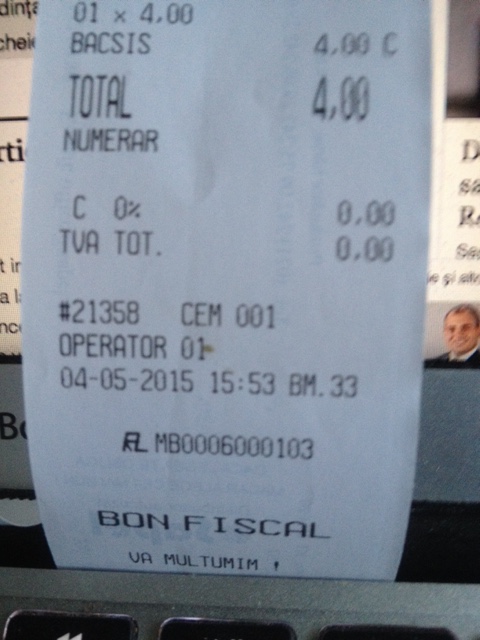 01 x 4.00
BACSIS 4.00 C
TOTAL 4,00
NUMERAR
C 0% 0.00
TVA TOT. 0.00
#21358 CEM 001
OPERATOR 01
04-05-2015 15:53 BM.33
MB0006000103
BON FISCAL
VA MULTUMIM !